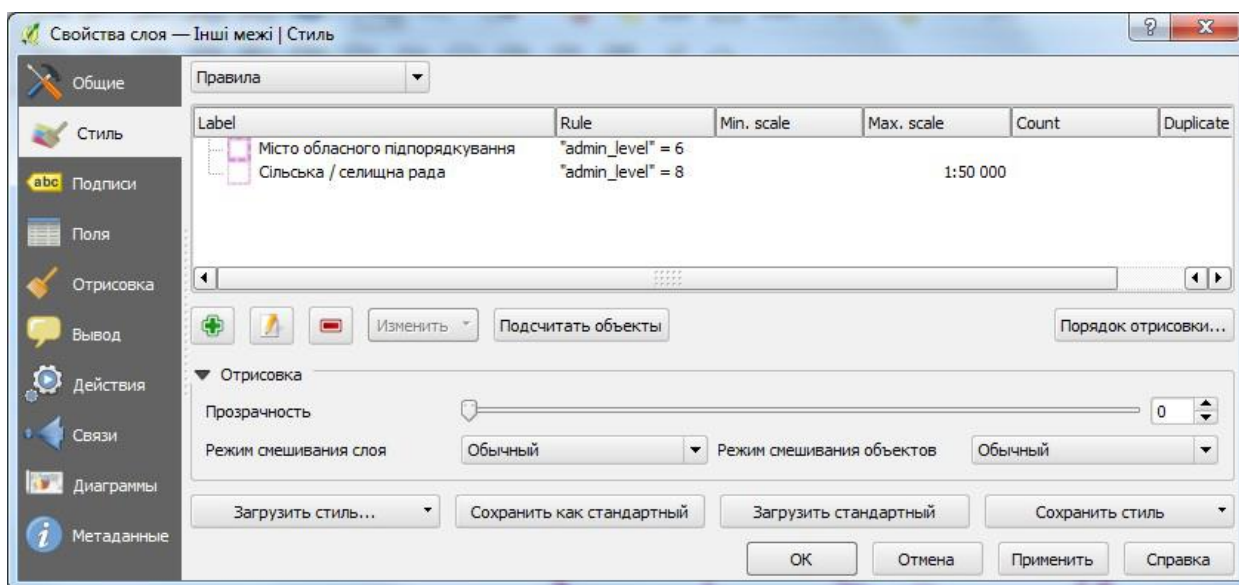 Свойства слоя — Інші межі | Стиль
Общие
Стиль
abc Подписи
Поля
Отрисовка
Вывод
Действия
Связи
Диаграммы
Метаданные
Правила
Label Rule Min. scale Max. scale Count Duplicate
Місто обласного підпорядкування "admin_level" = 6
Сільська / селищна рада "admin_level" = 8 1:50 000
Изменить Подсчитать объекты Порядок отрисовки...
Отрисовка
Прозрачность 0
Режим смешивания слоя Обычный Режим смешивания объектов Обычный
Загрузить стиль... Сохранить как стандартный Загрузить стандартный Сохранить стиль
ОК Отмена Применить Справка